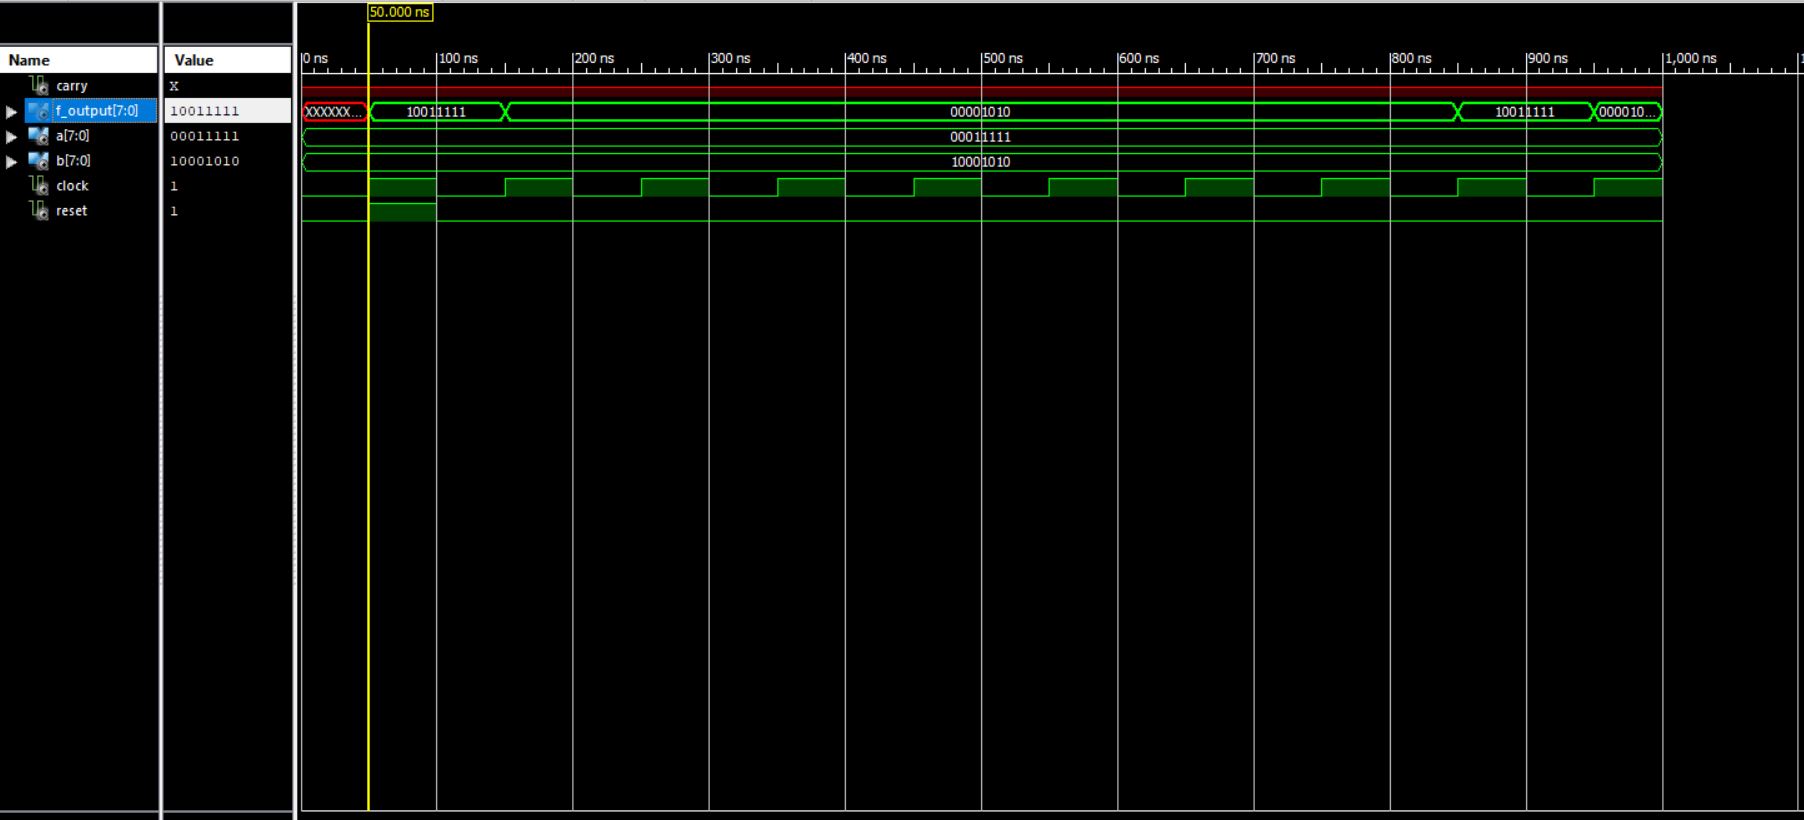 50.000 ns
Name Value 0 ns 100 ns 200 ns 300 ns 400 ns 500 ns 600 ns 700 ns 800 ns 900 ns 1,000 ns 1
carry X
f_output[7:0] 10011111 XXXXXX... 10011111 00001010 10011111 000010...
a[7:0] 00011111 00011111
b[7:0] 10001010 10001010
clock 1
reset 1